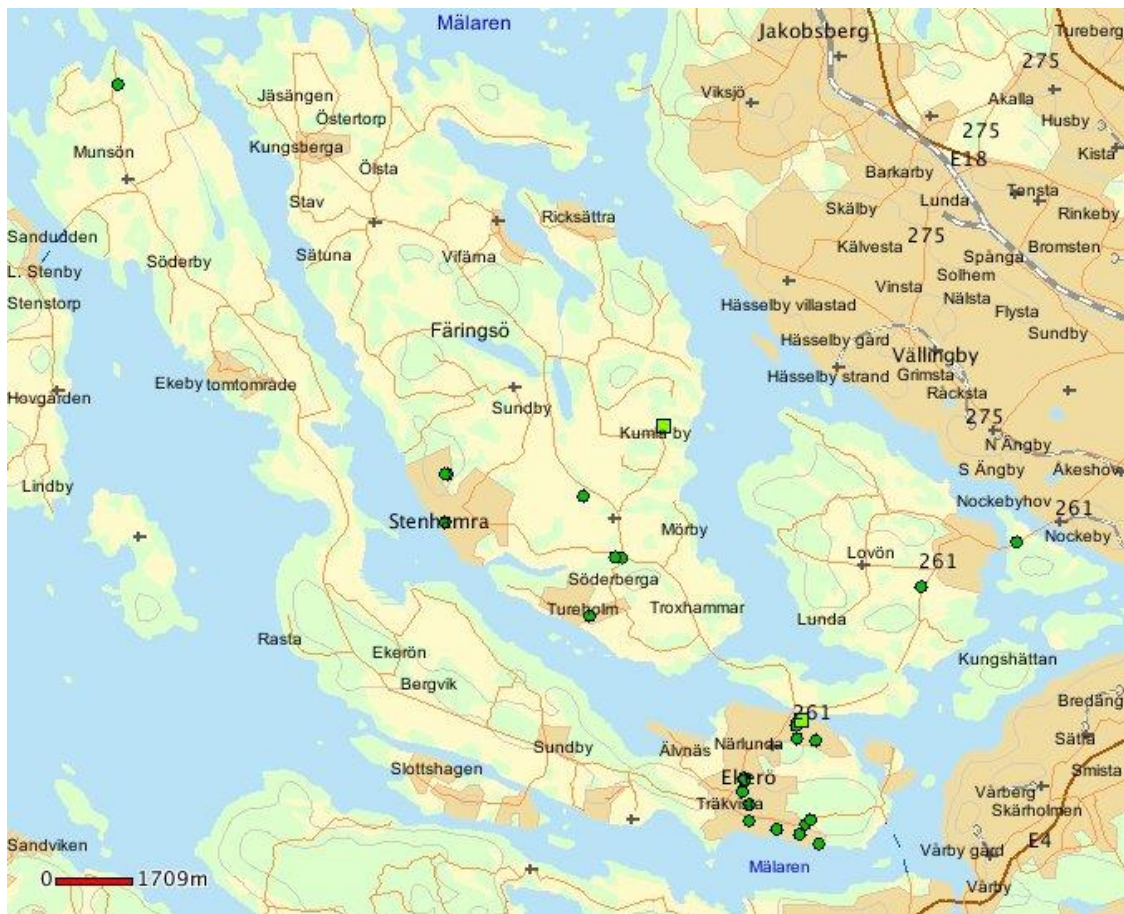 Mälaren
Jakobsberg
Tureberg
275
Viksjö
Akalla
Jäsängen
Östertorp
Husby
275
Kungsberga
Kista
Munsön
E18
Barkarby
Ölsta
Tensta
Stav
Lunda
Rinkeby
Skälby
Ricksättra
Sandudden
275
Kälvesta
Bromsten
Söderby
Sätuna
Vifärna
Spånga
L. Stenby
Solhem
Vinsta
Nälsta
Stenstorp
Hässelby villastad
Flysta
Färingsö
Sundby
Hässelby gård
Vällingby
Grimsta
Hässelby strand
Ekeby tomtområde
Råcksta
Hovgården
Sundby
275
Kumla by
N Ängby
S Ängby
Åkeshov
Lindby
Nockebyhov
261
Stenhamra
Mörby
Nockeby
Lovön
261
Söderberga
Tureholm
Troxhammar
Lunda
Rasta
Ekerön
Kungshättan
Bergvik
Bredäng
261
Sätra
Sundby
Älvnäs
Närlunda
Slottshagen
Ekerö
Smista
Vårberg
Träkvista
Skärholmen
Sandviken
E4
Vårby gård
Mälaren
0 1709m
Vårby